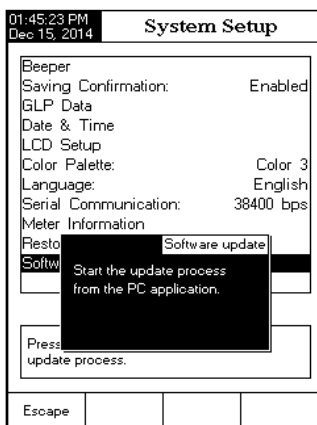 01:45:23 PM
Dec 15, 2014
System Setup
Beeper
Saving Confirmation: Enabled
GLP Data
Date & Time
LCD Setup
Color Palette: Color 3
Language: English
Serial Communication: 38400 bps
Meter Information
Resto
Softw
Software update
Start the update process
from the PC application.
Press
update process.
Escape